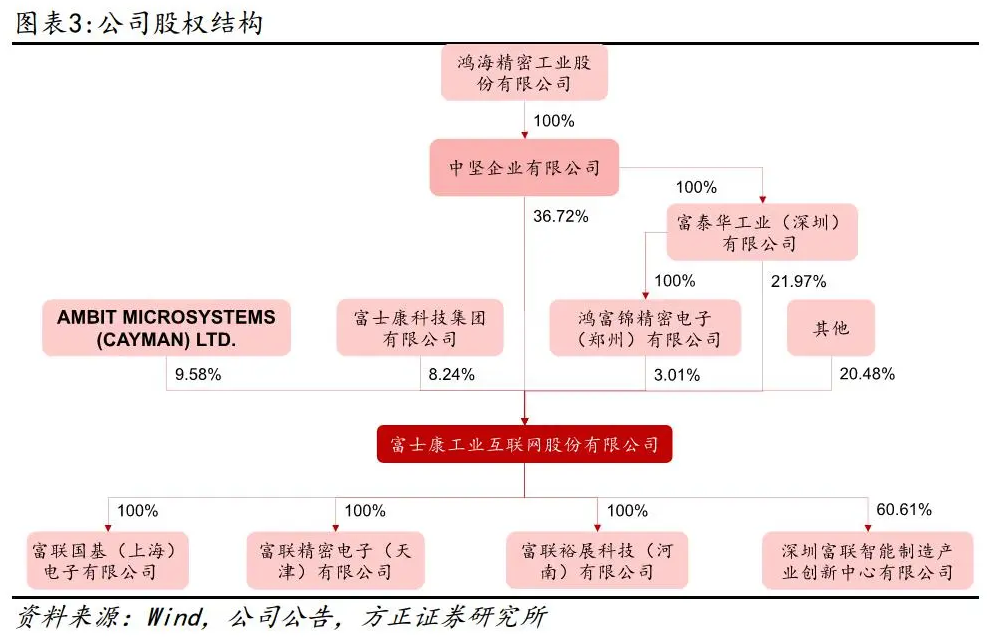 图表3:公司股权结构
鸿海精密工业股
份有限公司
100%
中坚企业有限公司
100%
36.72%
富泰华工业（深圳）
有限公司
100%
21.97%
AMBIT MICROSYSTEMS
(CAYMAN) LTD.
富士康科技集团
有限公司
鸿富锦精密电子
（郑州）有限公司
其他
9.58%
8.24%
3.01%
20.48%
富士康工业互联网股份有限公司
100%
100%
100%
60.61%
富联国基（上海）
电子有限公司
富联精密电子（天
津）有限公司
富联裕展科技（河
南）有限公司
深圳富联智能制造产
业创新中心有限公司
资料来源：Wind，公司公告，方正证券研究所